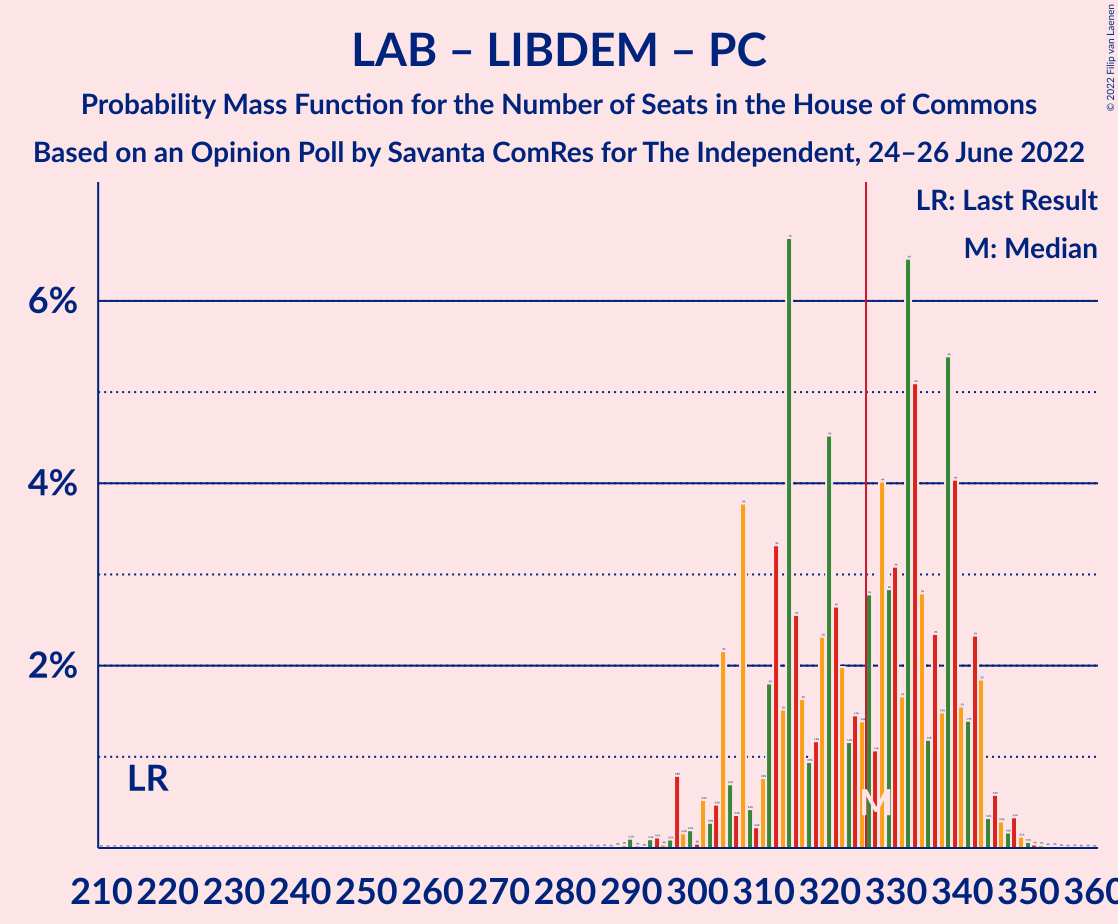 LAB – LIBDEM – PC
Probability Mass Function for the Number of Seats in the House of Commons
Based on an Opinion Poll by Savanta ComRes for The Independent, 24–26 June 2022
© 2022 Filip van Laenen
LR: Last Result
M: Median
6%
4%
2%
LR
M
210 220 230 240 250 260 270 280 290 300 310 320 330 340 350 360